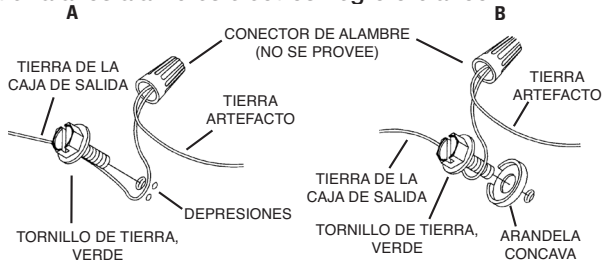 A
B
CONECTOR DE ALAMBRE
(NO SE PROVEE)
TIERRA DE LA
CAJA DE SALIDA
TIERRA
ARTEFACTO
TIERRA
ARTEFACTO
DEPRESIONES
TORNILLO DE TIERRA,
VERDE
TIERRA DE LA
CAJA DE SALIDA
TORNILLO DE TIERRA,
VERDE
ARANDELA
CONCAVA